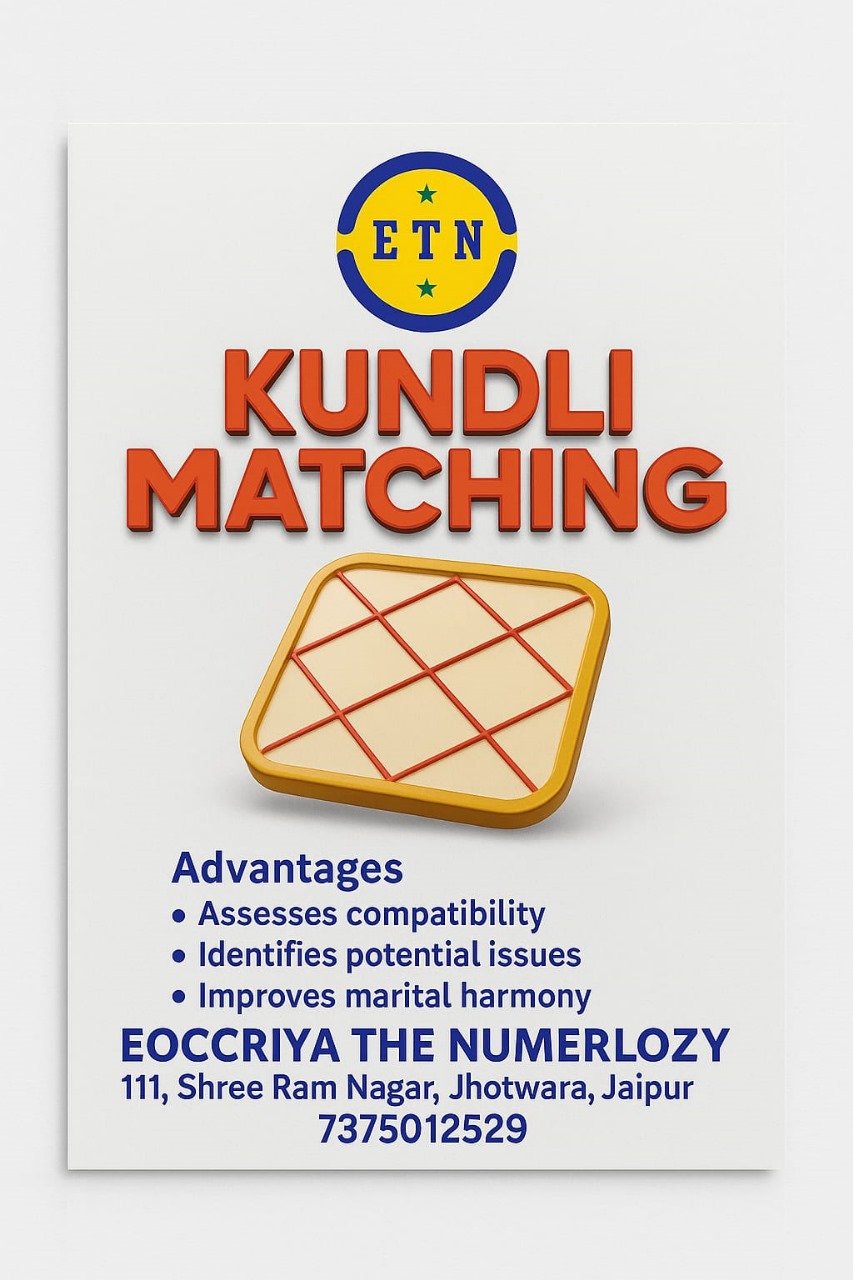 ETN
KUNDLI
MATCHING
Advantages
• Assesses compatibility
• Identifies potential issues
• Improves marital harmony
EOCCRIYA THE NUMERLOZY
111, Shree Ram Nagar, Jhotwara, Jaipur
7375012529